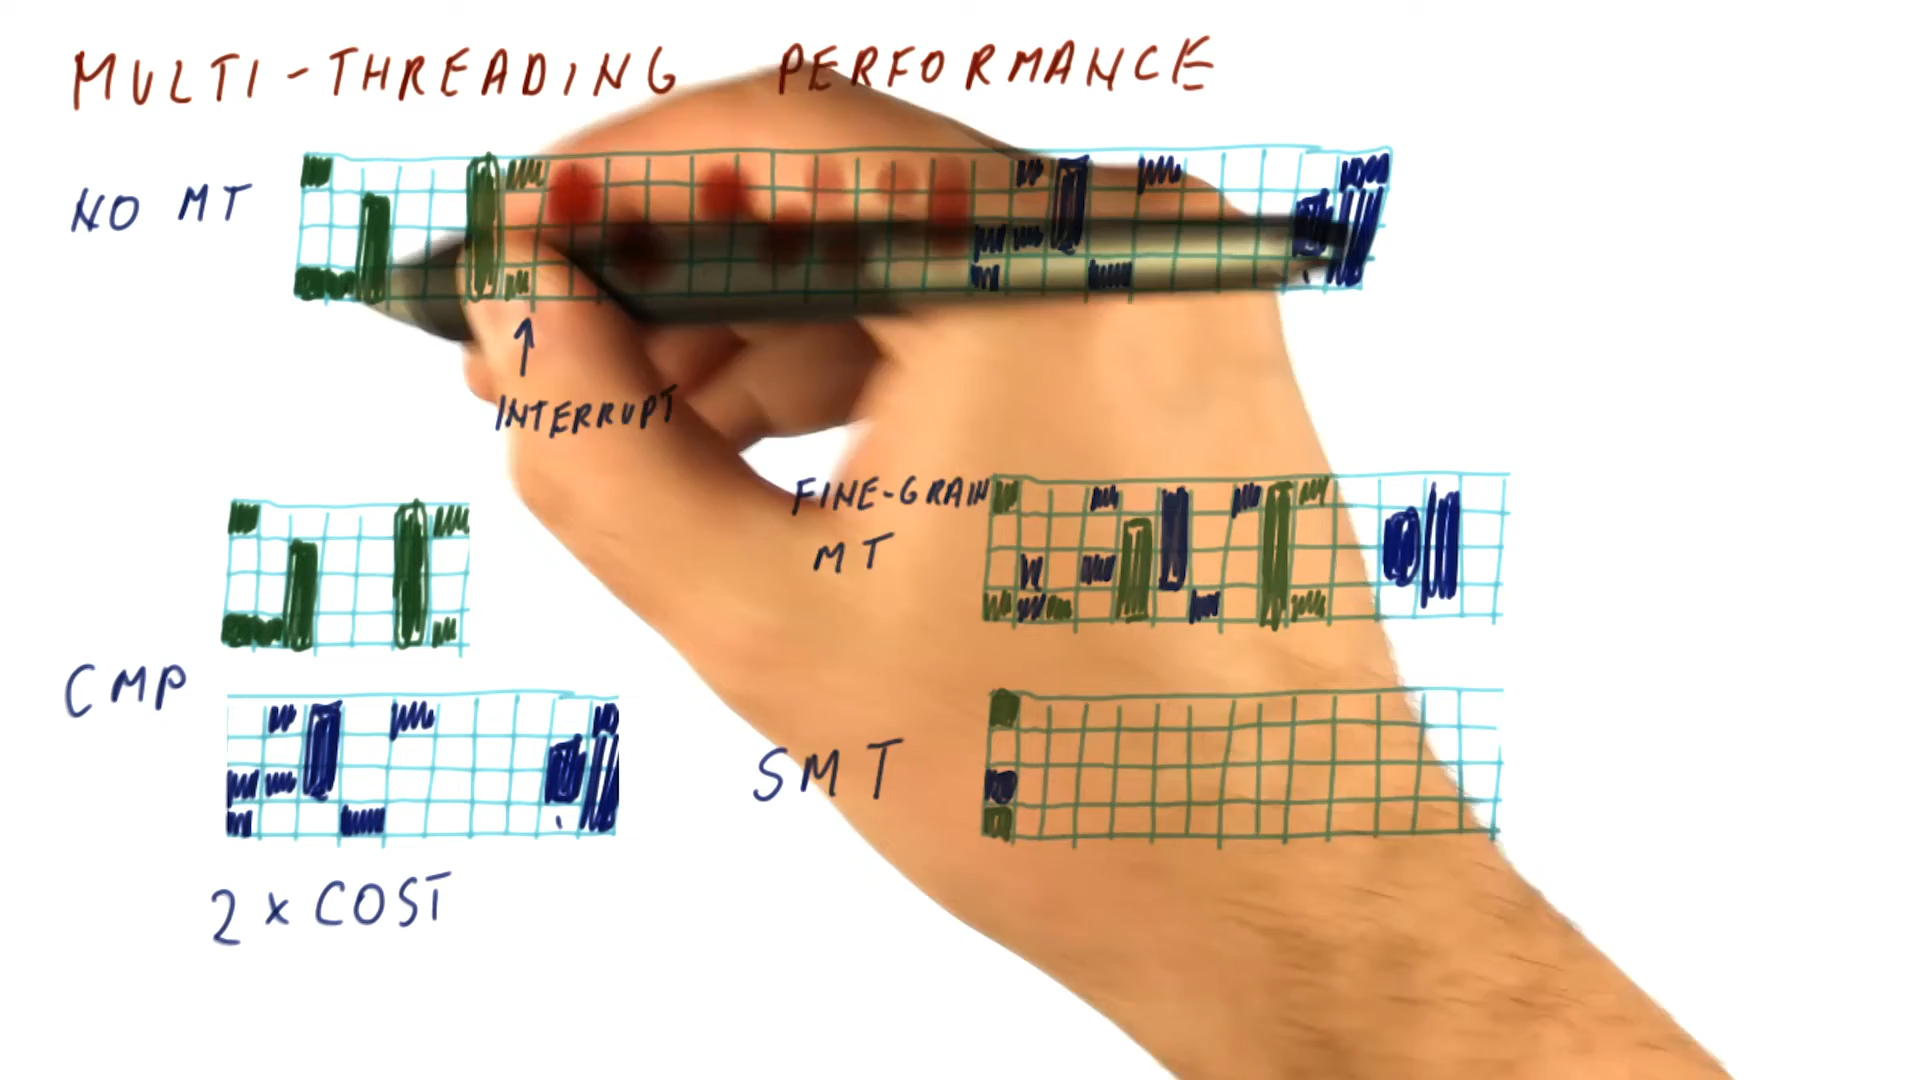 MULTI-THREADING PERFORMANCE
NO MT
INTERRUPT
FINE-GRAIN
MT
CMP
SMT
2 x COST